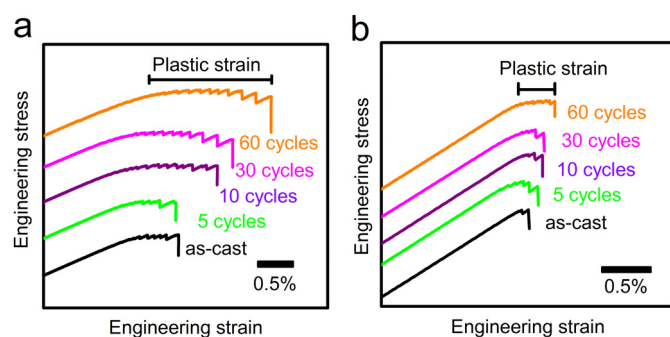 a
Plastic strain
60 cycles
30 cycles
10 cycles
5 cycles
as-cast
0.5%
Engineering stress
Engineering strain
b
Plastic strain
60 cycles
30 cycles
10 cycles
5 cycles
as-cast
0.5%
Engineering stress
Engineering strain